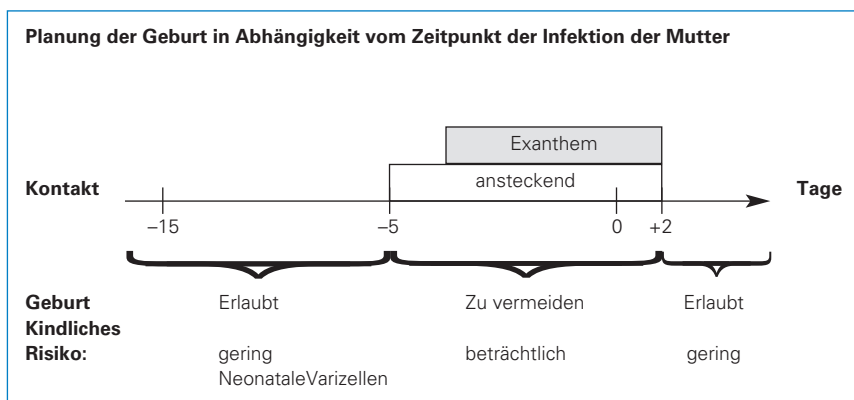 Planung der Geburt in Abhängigkeit vom Zeitpunkt der Infektion der Mutter
Exanthem
ansteckend
Kontakt
Tage
–15
–5
0
+2
Geburt Erlaubt Zu vermeiden Erlaubt
Kindliches
Risiko: gering beträchtlich gering
NeonataleVarizellen